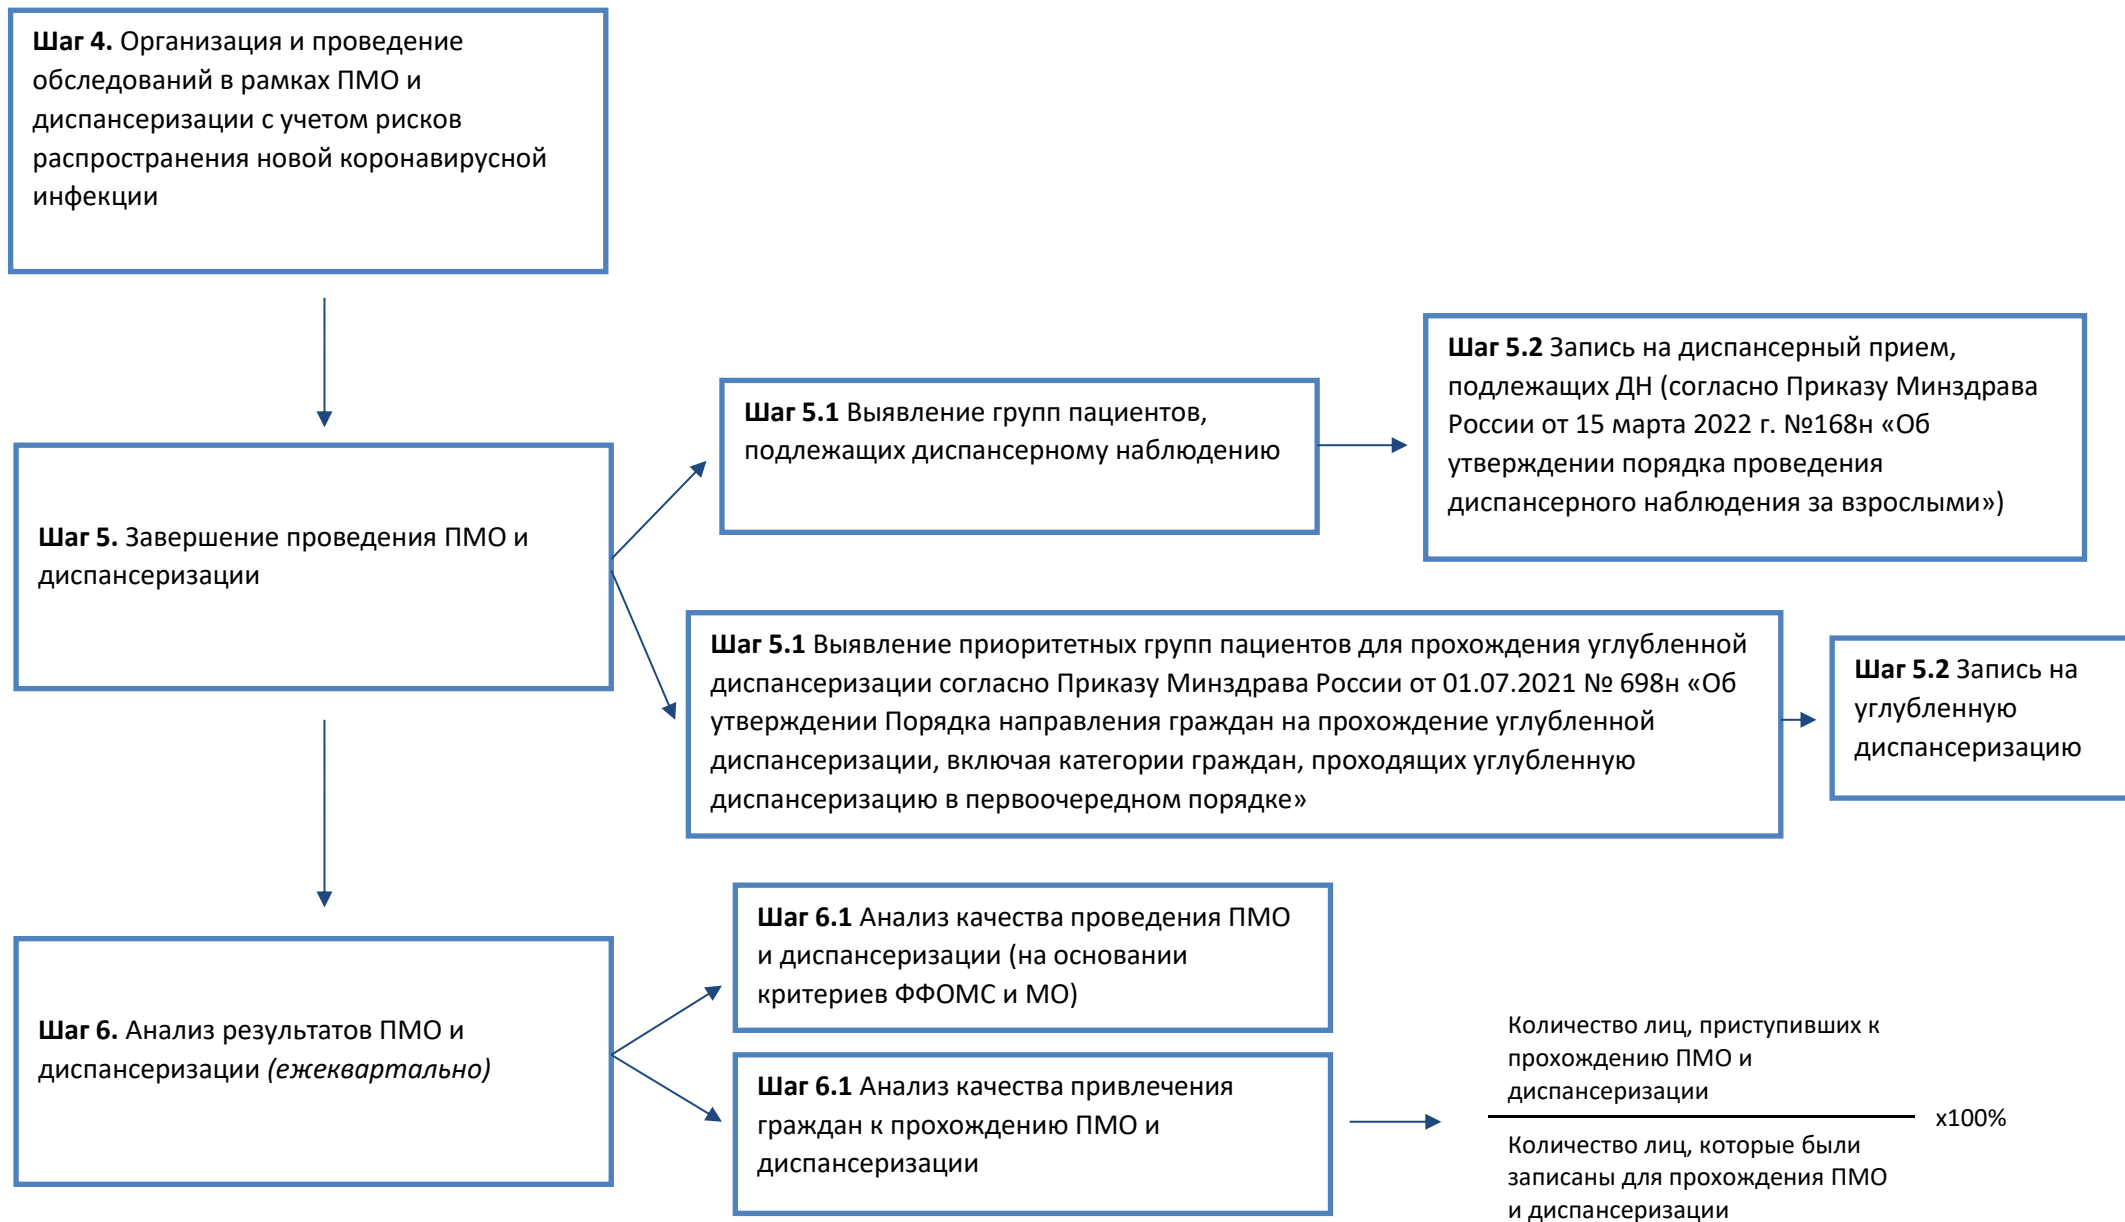 Шаг 4. Организация и проведение
обследований в рамках ПМО и
диспансеризации с учетом рисков
распространения новой коронавирусной
инфекции
Шаг 5. Завершение проведения ПМО и
диспансеризации
Шаг 5.1 Выявление групп пациентов,
подлежащих диспансерному наблюдению
Шаг 5.2 Запись на диспансерный прием,
подлежащих ДН (согласно Приказу Минздрава
России от 15 марта 2022 г. №168н «Об
утверждении порядка проведения
диспансерного наблюдения за взрослыми»)
Шаг 5.1 Выявление приоритетных групп пациентов для прохождения углубленной
диспансеризации согласно Приказу Минздрава России от 01.07.2021 № 698н «Об
утверждении Порядка направления граждан на прохождение углубленной
диспансеризации, включая категории граждан, проходящих углубленную
диспансеризацию в первоочередном порядке»
Шаг 5.2 Запись на
углубленную
диспансеризацию
Шаг 6. Анализ результатов ПМО и
диспансеризации (ежеквартально)
Шаг 6.1 Анализ качества проведения ПМО
и диспансеризации (на основании
критериев ФФОМС и МО)
Шаг 6.1 Анализ качества привлечения
граждан к прохождению ПМО и
диспансеризации
Количество лиц, приступивших к
прохождению ПМО и
диспансеризации
х100%
Количество лиц, которые были
записаны для прохождения ПМО
и диспансеризации